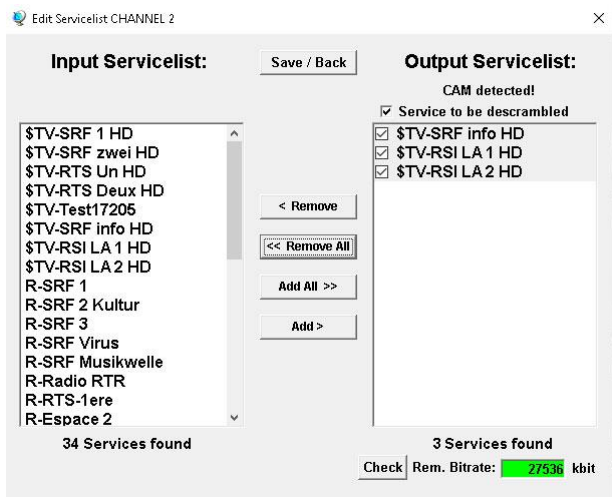 Edit Servicelist CHANNEL 2
Input Servicelist:
Save / Back
Output Servicelist:
CAM detected!
Service to be descrambled
$TV-SRF 1 HD
$TV-SRF zwei HD
$TV-RTS Un HD
$TV-RTS Deux HD
$TV-Test17205
$TV-SRF info HD
$TV-RSI LA 1 HD
$TV-RSI LA 2 HD
R-SRF 1
R-SRF 2 Kultur
R-SRF 3
R-SRF Virus
R-SRF Musikwelle
R-Radio RTR
R-RTS-1ere
R-Espace 2
34 Services found
< Remove
<< Remove All
Add All >>
Add >
$TV-SRF info HD
$TV-RSI LA 1 HD
$TV-RSI LA 2 HD
3 Services found
Check Rem. Bitrate: 27536 kbit